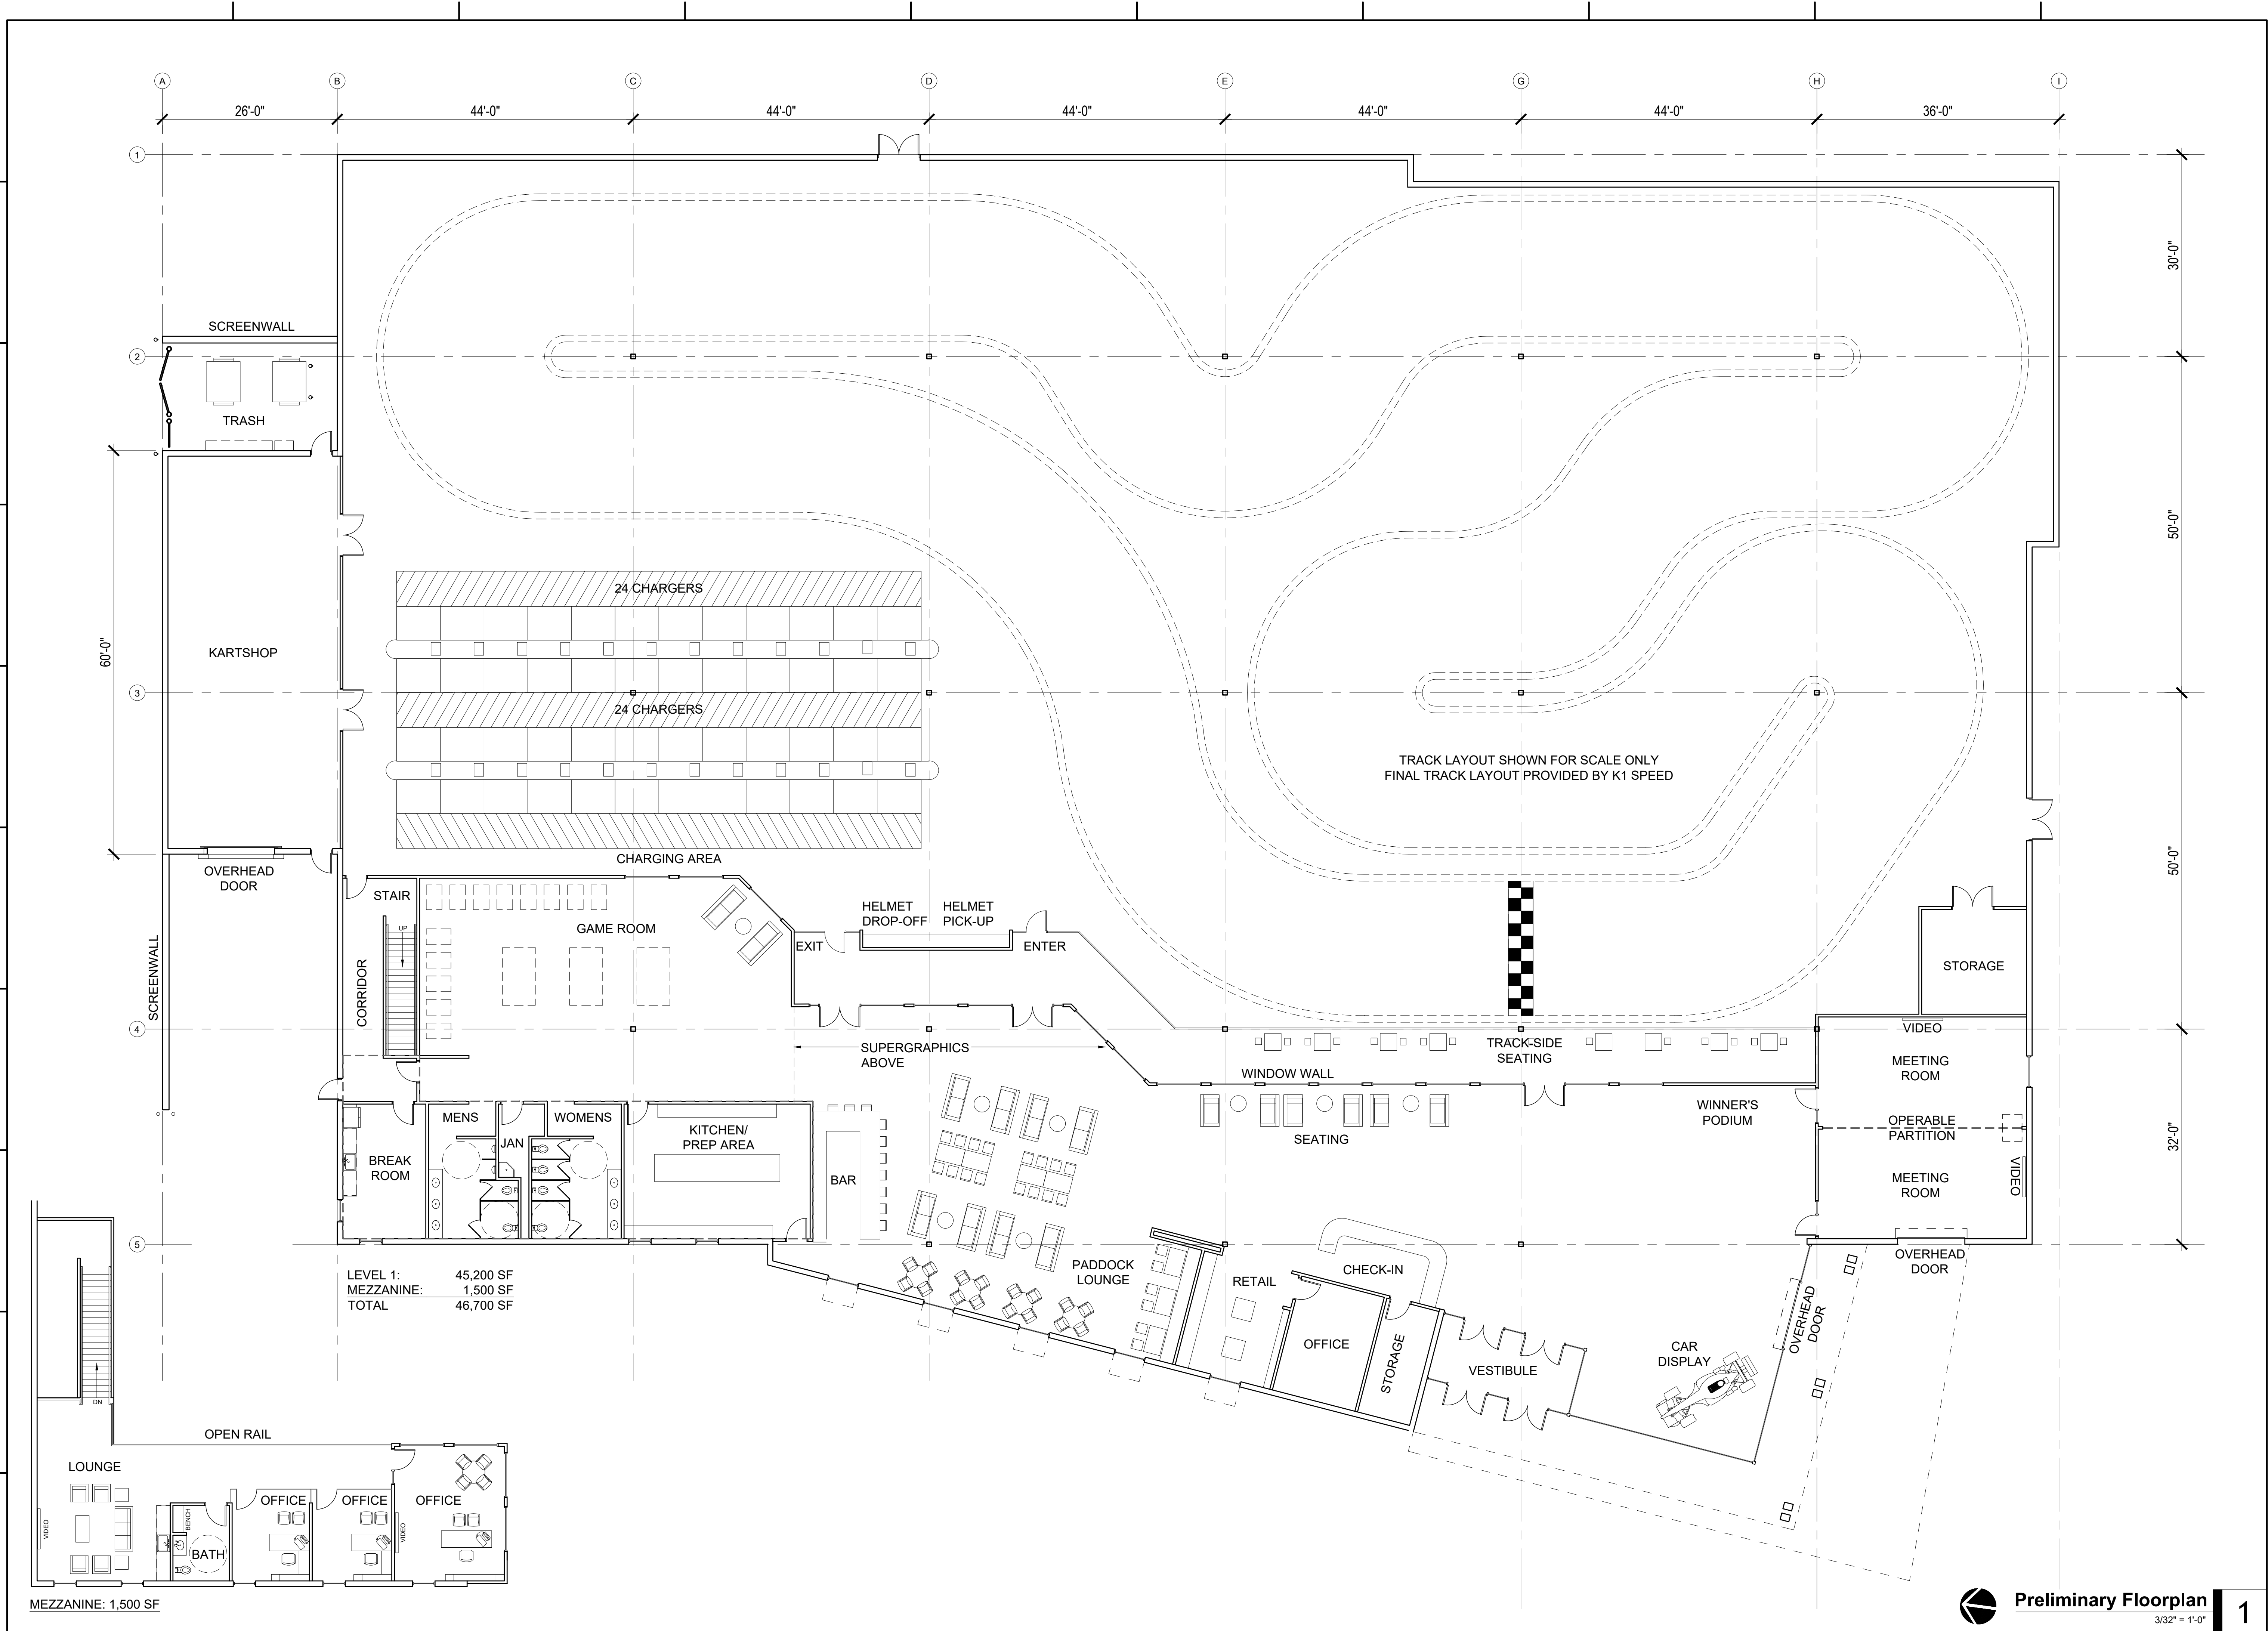 A
B
C
D
E
G
H
I
26'-0"
44'-0"
44'-0"
44'-0"
44'-0"
44'-0"
36'-0"
1
2
3
4
5
30'-0"
50'-0"
50'-0"
32'-0"
60'-0"
SCREENWALL
TRASH
KARTSHOP
OVERHEAD
DOOR
SCREENWALL
24 CHARGERS
24 CHARGERS
CHARGING AREA
TRACK LAYOUT SHOWN FOR SCALE ONLY
FINAL TRACK LAYOUT PROVIDED BY K1 SPEED
STAIR
UP
CORRIDOR
GAME ROOM
EXIT
HELMET
DROP-OFF
HELMET
PICK-UP
ENTER
STORAGE
SUPERGRAPHICS
ABOVE
TRACK-SIDE
SEATING
WINDOW WALL
VIDEO
MEETING
ROOM
OPERABLE
PARTITION
MEETING
ROOM
VIDEO
WINNER'S
PODIUM
SEATING
MENS
JAN
WOMENS
KITCHEN/
PREP AREA
BREAK
ROOM
BAR
PADDOCK
LOUNGE
RETAIL
CHECK-IN
OFFICE
STORAGE
VESTIBULE
CAR
DISPLAY
OVERHEAD
DOOR
OVERHEAD
DOOR
LEVEL 1: 45,200 SF
MEZZANINE: 1,500 SF
TOTAL 46,700 SF
DN
OPEN RAIL
LOUNGE
VIDEO
BENCH
BATH
OFFICE
OFFICE
OFFICE
VIDEO
MEZZANINE: 1,500 SF
Preliminary Floorplan
3/32" = 1'-0"
1